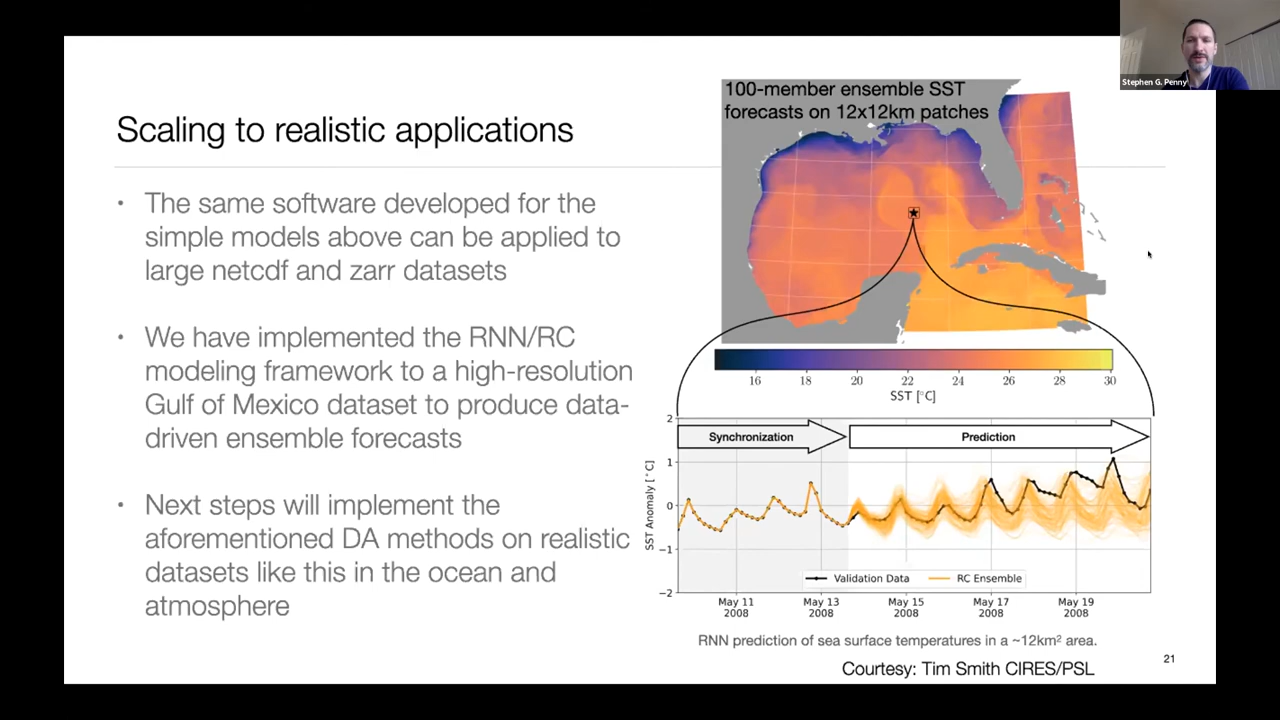 Stephen G. Penny
Scaling to realistic applications
• The same software developed for the
simple models above can be applied to
large netcdf and zarr datasets
• We have implemented the RNN/RC
modeling framework to a high-resolution
Gulf of Mexico dataset to produce data-
driven ensemble forecasts
• Next steps will implement the
aforementioned DA methods on realistic
datasets like this in the ocean and
atmosphere
100-member ensemble SST
forecasts on 12x12km patches
16 18 20 22 24 26 28 30
SST [°C]
Synchronization
Prediction
SST Anomaly [°C]
2
1
0
−1
−2
Validation Data
RC Ensemble
May 11 May 13 May 15 May 17 May 19
2008 2008 2008 2008 2008
RNN prediction of sea surface temperatures in a ~12km² area.
Courtesy: Tim Smith CIRES/PSL
21